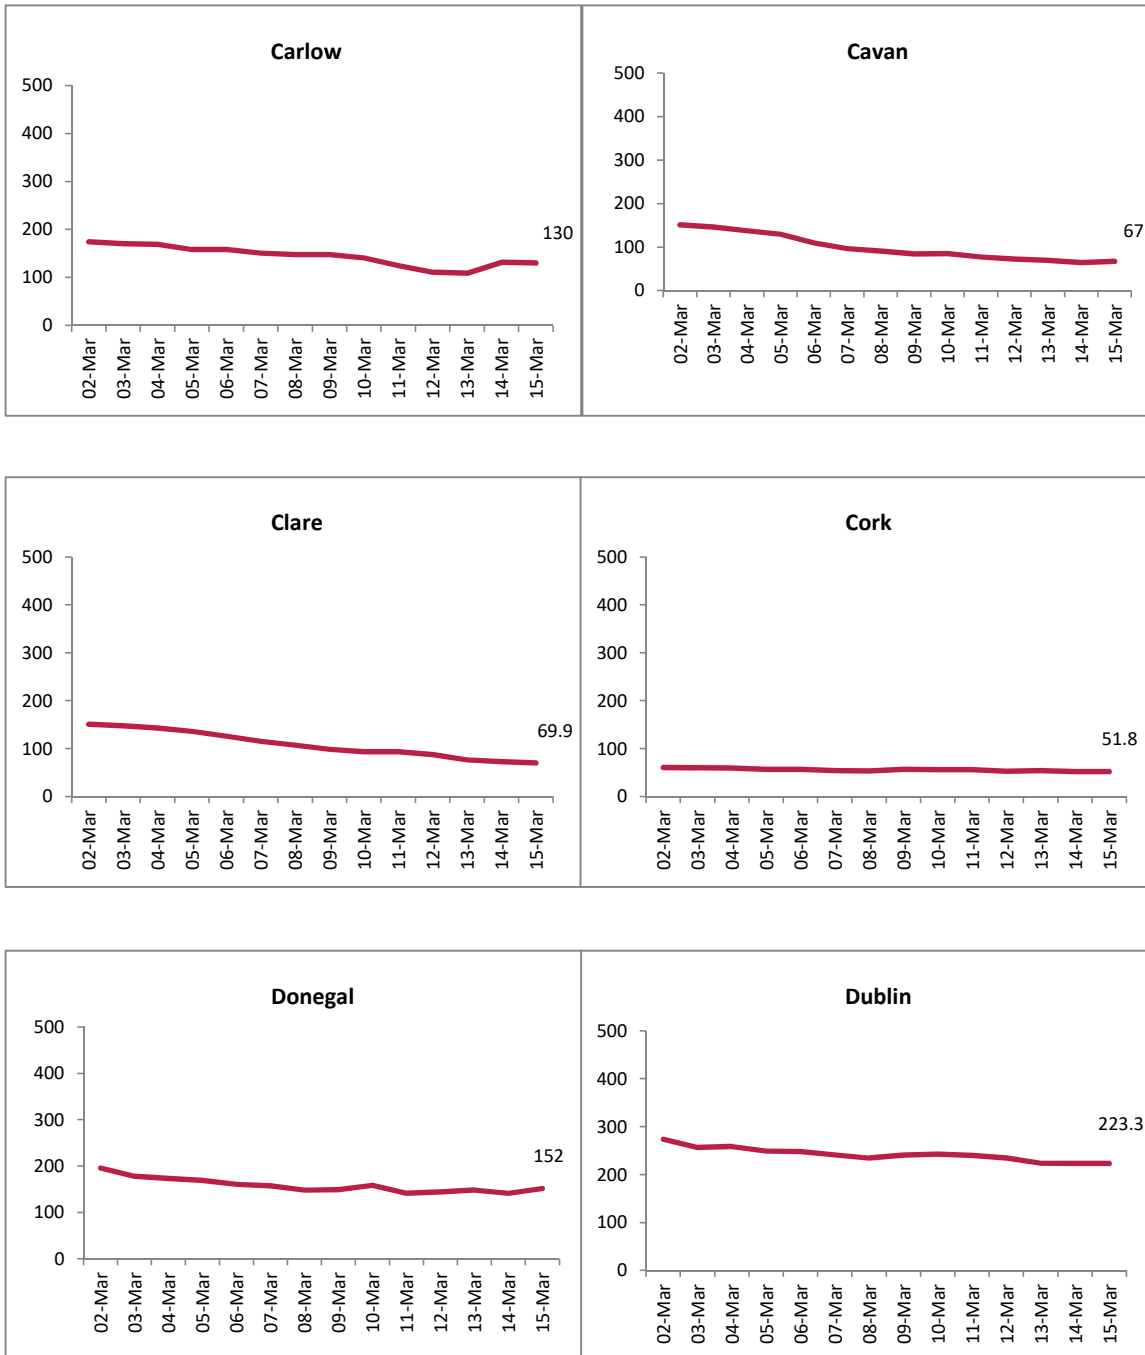 Carlow
500
400
300
200
100
0
130
02-Mar
03-Mar
04-Mar
05-Mar
06-Mar
07-Mar
08-Mar
09-Mar
10-Mar
11-Mar
12-Mar
13-Mar
14-Mar
15-Mar
Cavan
500
400
300
200
100
0
67
02-Mar
03-Mar
04-Mar
05-Mar
06-Mar
07-Mar
08-Mar
09-Mar
10-Mar
11-Mar
12-Mar
13-Mar
14-Mar
15-Mar
Clare
500
400
300
200
100
0
69.9
02-Mar
03-Mar
04-Mar
05-Mar
06-Mar
07-Mar
08-Mar
09-Mar
10-Mar
11-Mar
12-Mar
13-Mar
14-Mar
15-Mar
Cork
500
400
300
200
100
0
51.8
02-Mar
03-Mar
04-Mar
05-Mar
06-Mar
07-Mar
08-Mar
09-Mar
10-Mar
11-Mar
12-Mar
13-Mar
14-Mar
15-Mar
Donegal
500
400
300
200
100
0
152
02-Mar
03-Mar
04-Mar
05-Mar
06-Mar
07-Mar
08-Mar
09-Mar
10-Mar
11-Mar
12-Mar
13-Mar
14-Mar
15-Mar
Dublin
500
400
300
200
100
0
223.3
02-Mar
03-Mar
04-Mar
05-Mar
06-Mar
07-Mar
08-Mar
09-Mar
10-Mar
11-Mar
12-Mar
13-Mar
14-Mar
15-Mar